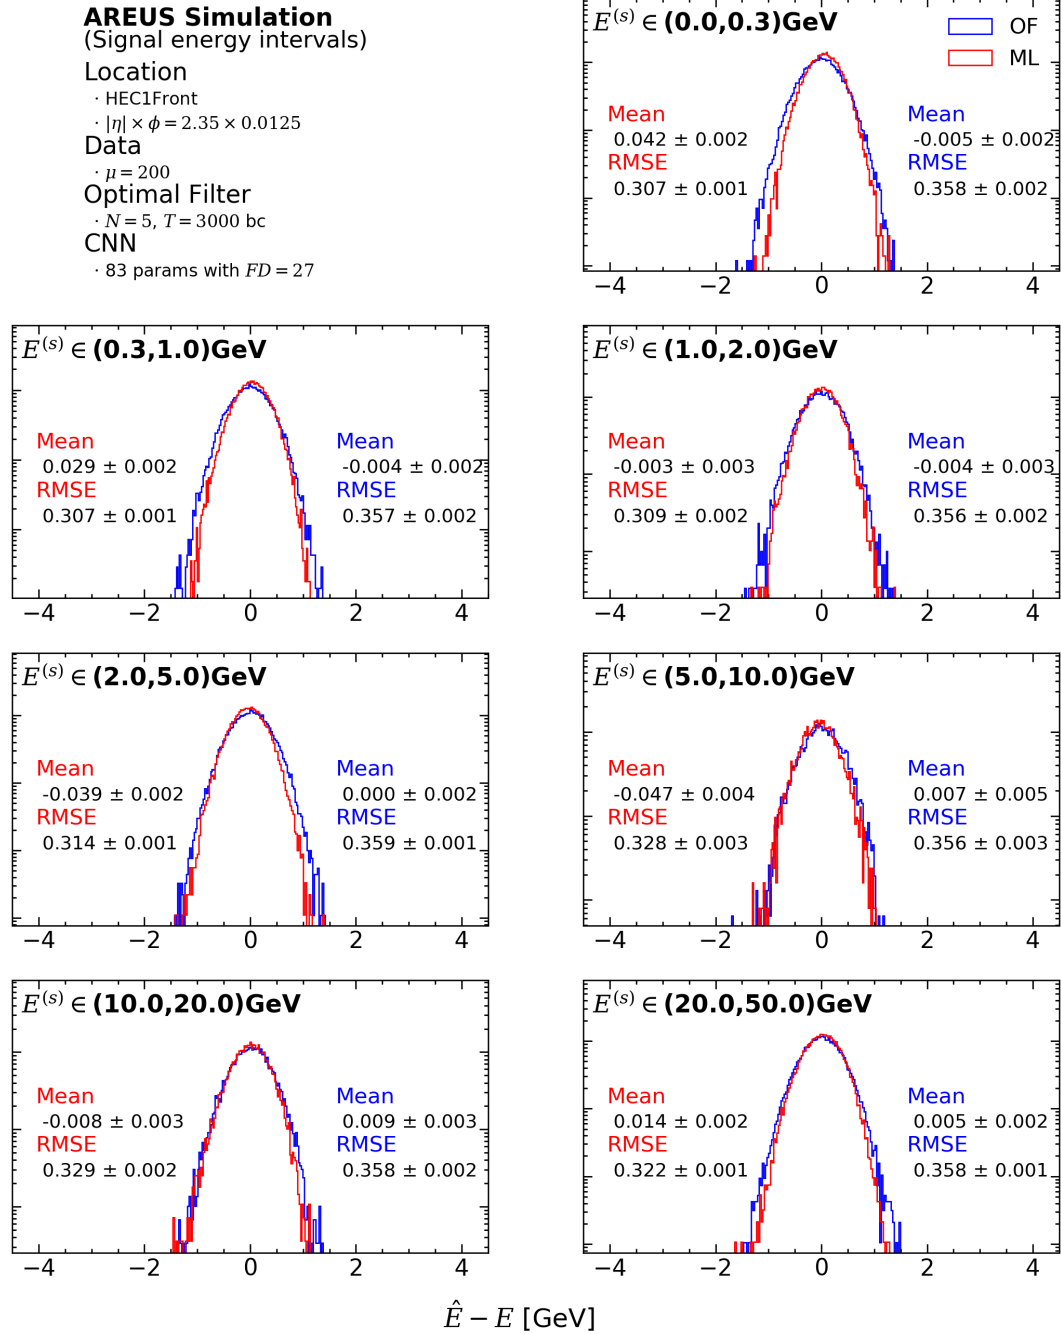 AREUS Simulation
(Signal energy intervals)
Location
· HEC1Front
· |η| × ϕ = 2.35 × 0.0125
Data
· μ = 200
Optimal Filter
· N = 5, T = 3000 bc
CNN
· 83 params with FD = 27
E^(s) ∈ (0.0,0.3)GeV
OF
ML
Mean
0.042 ± 0.002
RMSE
0.307 ± 0.001
Mean
-0.005 ± 0.002
RMSE
0.358 ± 0.002
−4 −2 0 2 4
E^(s) ∈ (0.3,1.0)GeV
Mean
0.029 ± 0.002
RMSE
0.307 ± 0.001
Mean
-0.004 ± 0.002
RMSE
0.357 ± 0.002
−4 −2 0 2 4
E^(s) ∈ (1.0,2.0)GeV
Mean
-0.003 ± 0.003
RMSE
0.309 ± 0.002
Mean
-0.004 ± 0.003
RMSE
0.356 ± 0.002
−4 −2 0 2 4
E^(s) ∈ (2.0,5.0)GeV
Mean
-0.039 ± 0.002
RMSE
0.314 ± 0.001
Mean
0.000 ± 0.002
RMSE
0.359 ± 0.001
−4 −2 0 2 4
E^(s) ∈ (5.0,10.0)GeV
Mean
-0.047 ± 0.004
RMSE
0.328 ± 0.003
Mean
0.007 ± 0.005
RMSE
0.356 ± 0.003
−4 −2 0 2 4
E^(s) ∈ (10.0,20.0)GeV
Mean
-0.008 ± 0.003
RMSE
0.329 ± 0.002
Mean
0.009 ± 0.003
RMSE
0.358 ± 0.002
−4 −2 0 2 4
E^(s) ∈ (20.0,50.0)GeV
Mean
0.014 ± 0.002
RMSE
0.322 ± 0.001
Mean
0.005 ± 0.002
RMSE
0.358 ± 0.001
−4 −2 0 2 4
Ê − E [GeV]